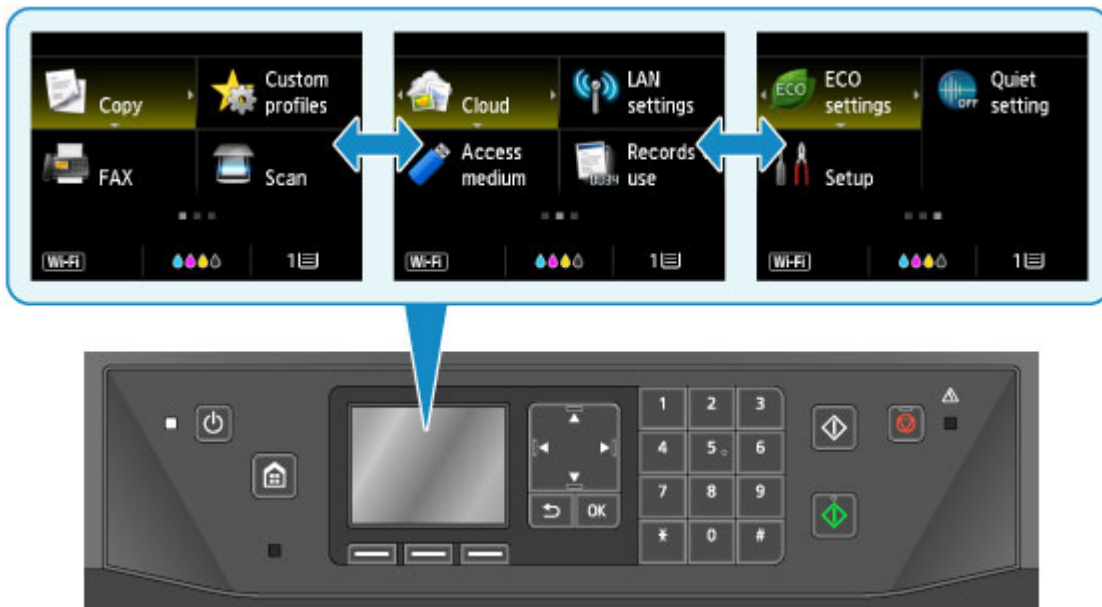 Copy
Custom
profiles
FAX
Scan
Wi-Fi
1
Cloud
LAN
settings
Access
medium
Records
use
Wi-Fi
1
ECO
ECO
settings
OFF
Quiet
setting
Setup
Wi-Fi
1
1 2 3
4 5 6
7 8 9
OK
* 0 #